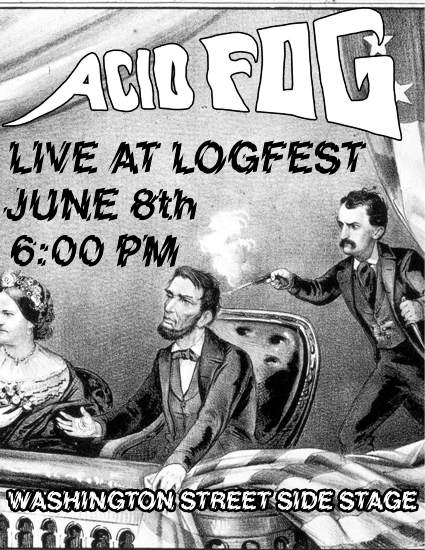 ACID FOG
LIVE AT LOGFEST
JUNE 8th
6:00 PM
WASHINGTON STREET SIDE STAGE